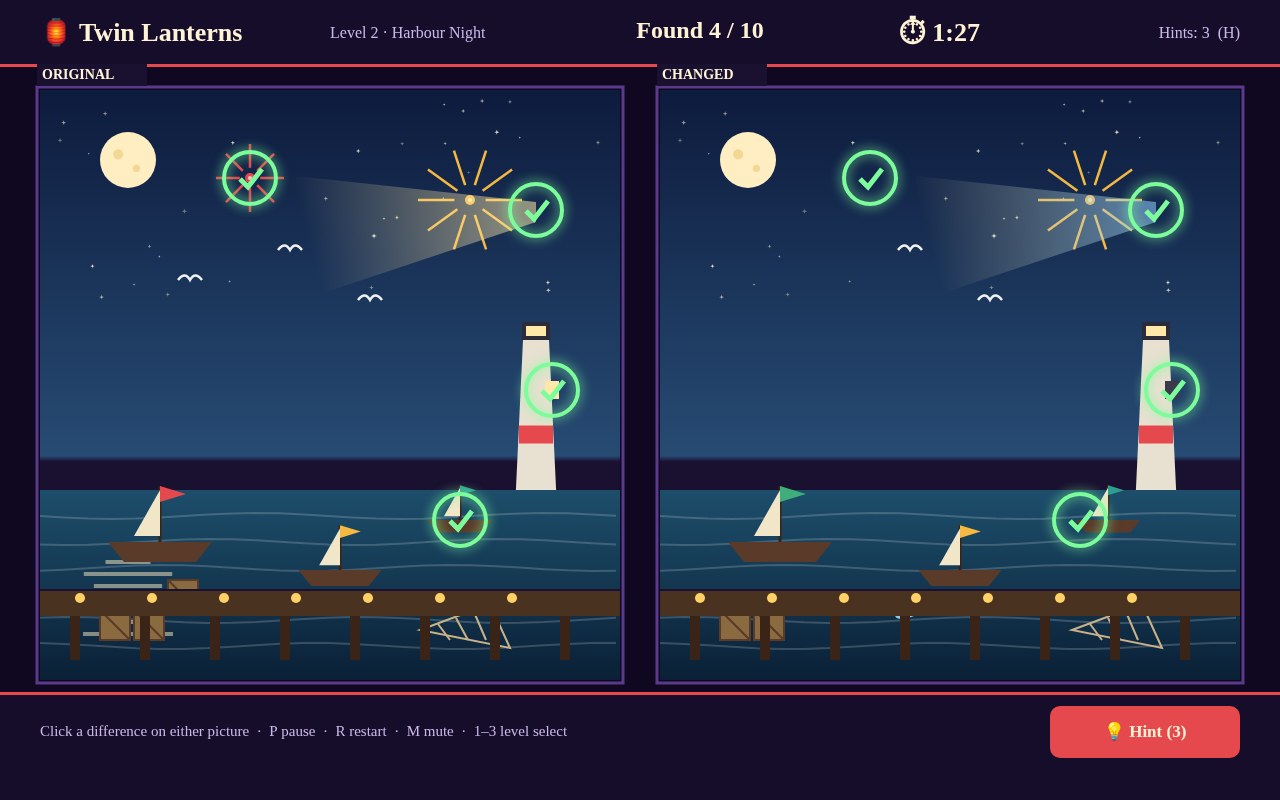 Twin Lanterns
Level 2 · Harbour Night
Found 4 / 10
1:27
Hints: 3 (H)
ORIGINAL
CHANGED
Click a difference on either picture · P pause · R restart · M mute · 1–3 level select
Hint (3)